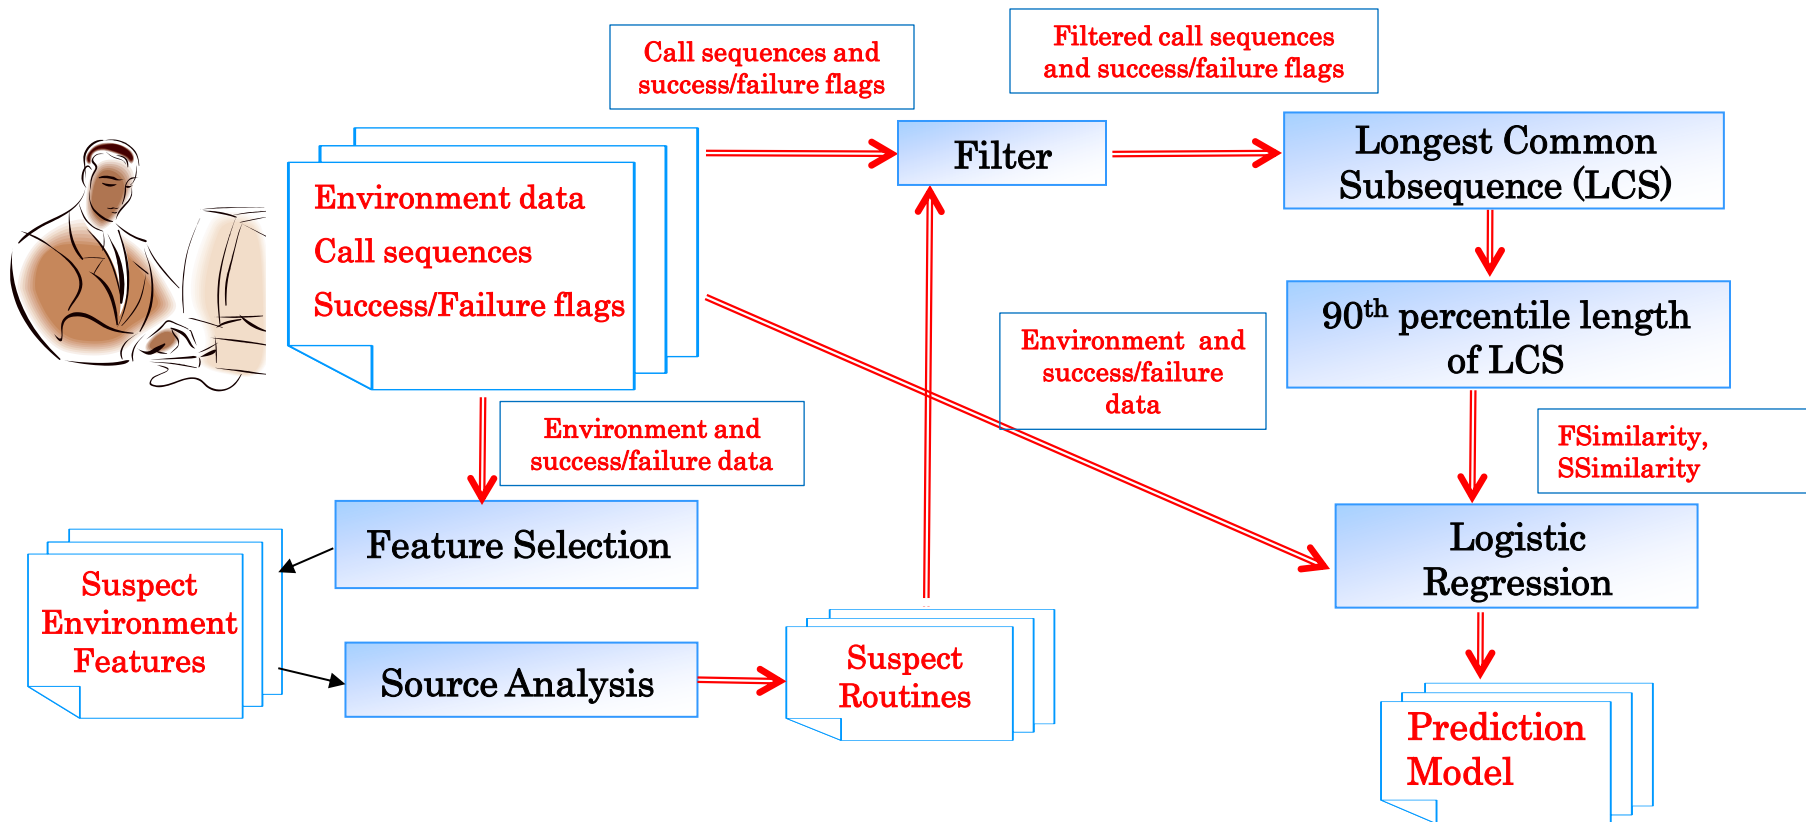 Call sequences and
success/failure flags
Filtered call sequences
and success/failure flags
Environment data
Call sequences
Success/Failure flags
Filter
Longest Common
Subsequence (LCS)
90th percentile length
of LCS
Environment and
success/failure
data
Environment and
success/failure data
FSimilarity,
SSimilarity
Feature Selection
Logistic
Regression
Suspect
Environment
Features
Source Analysis
Suspect
Routines
Prediction
Model